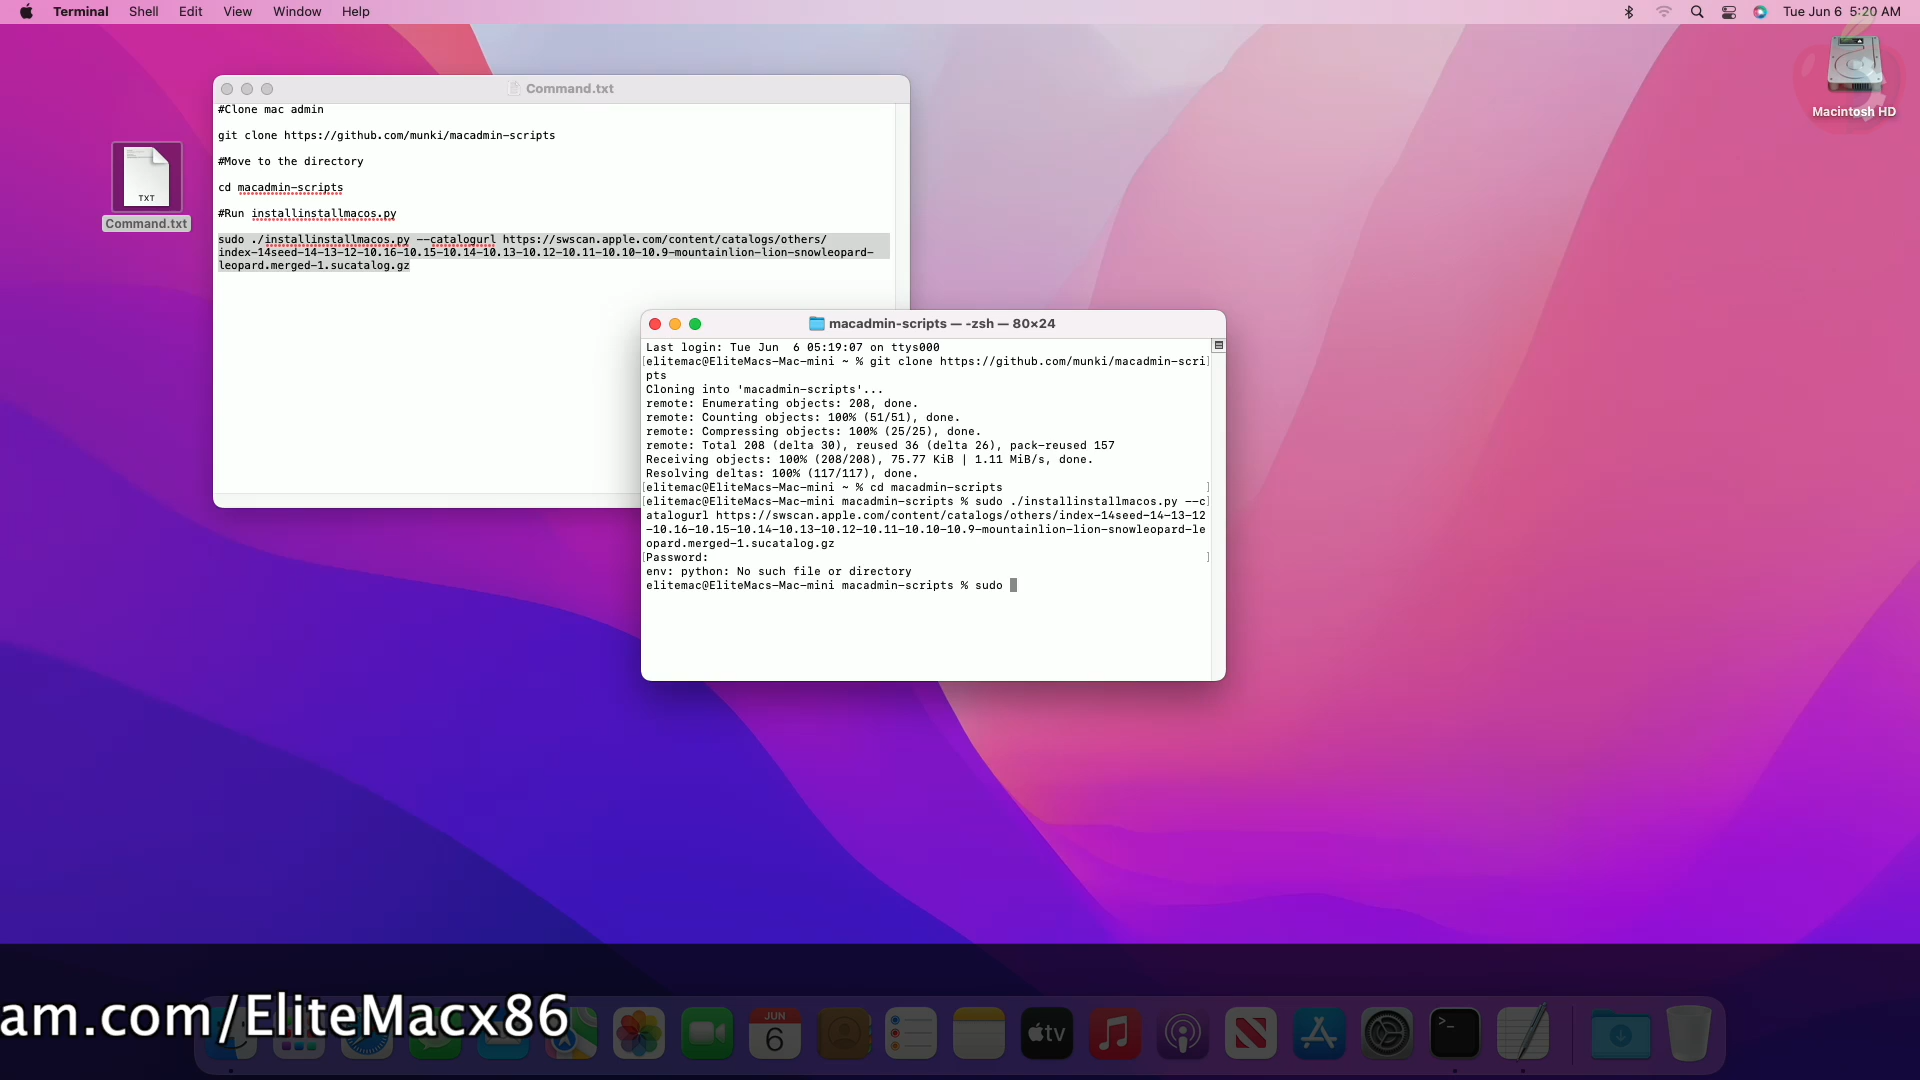 Terminal Shell Edit View Window Help
Tue Jun 6 5:20 AM
Macintosh HD
TXT
Command.txt
Command.txt
#Clone mac admin
git clone https://github.com/munki/macadmin-scripts
#Move to the directory
cd macadmin-scripts
#Run installinstallmacos.py
sudo ./installinstallmacos.py --catalogurl https://swscan.apple.com/content/catalogs/others/
index-14seed-14-13-12-10.16-10.15-10.14-10.13-10.12-10.11-10.10-10.9-mountainlion-lion-snowleopard-
leopard.merged-1.sucatalog.gz
macadmin-scripts — -zsh — 80×24
Last login: Tue Jun  6 05:19:07 on ttys000
[elitemac@EliteMacs-Mac-mini ~ % git clone https://github.com/munki/macadmin-scri]
pts
Cloning into 'macadmin-scripts'...
remote: Enumerating objects: 208, done.
remote: Counting objects: 100% (51/51), done.
remote: Compressing objects: 100% (25/25), done.
remote: Total 208 (delta 30), reused 36 (delta 26), pack-reused 157
Receiving objects: 100% (208/208), 75.77 KiB | 1.11 MiB/s, done.
Resolving deltas: 100% (117/117), done.
[elitemac@EliteMacs-Mac-mini ~ % cd macadmin-scripts ]
[elitemac@EliteMacs-Mac-mini macadmin-scripts % sudo ./installinstallmacos.py --c]
atalogurl https://swscan.apple.com/content/catalogs/others/index-14seed-14-13-12
-10.16-10.15-10.14-10.13-10.12-10.11-10.10-10.9-mountainlion-lion-snowleopard-le
opard.merged-1.sucatalog.gz
[Password: ]
env: python: No such file or directory
elitemac@EliteMacs-Mac-mini macadmin-scripts % sudo
am.com/EliteMacx86
JUN
6
tv
>_